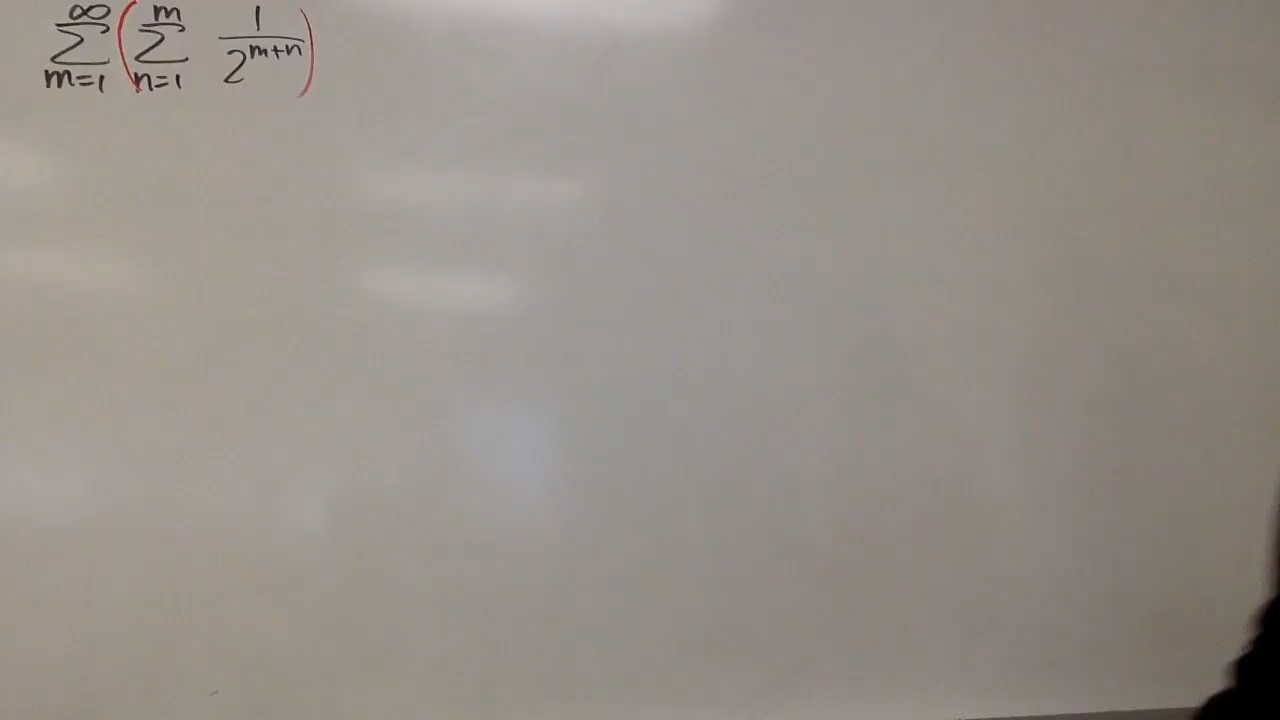 ∞ m 1
∑ ( ∑ ― )
m=1 n=1 2^{m+n}